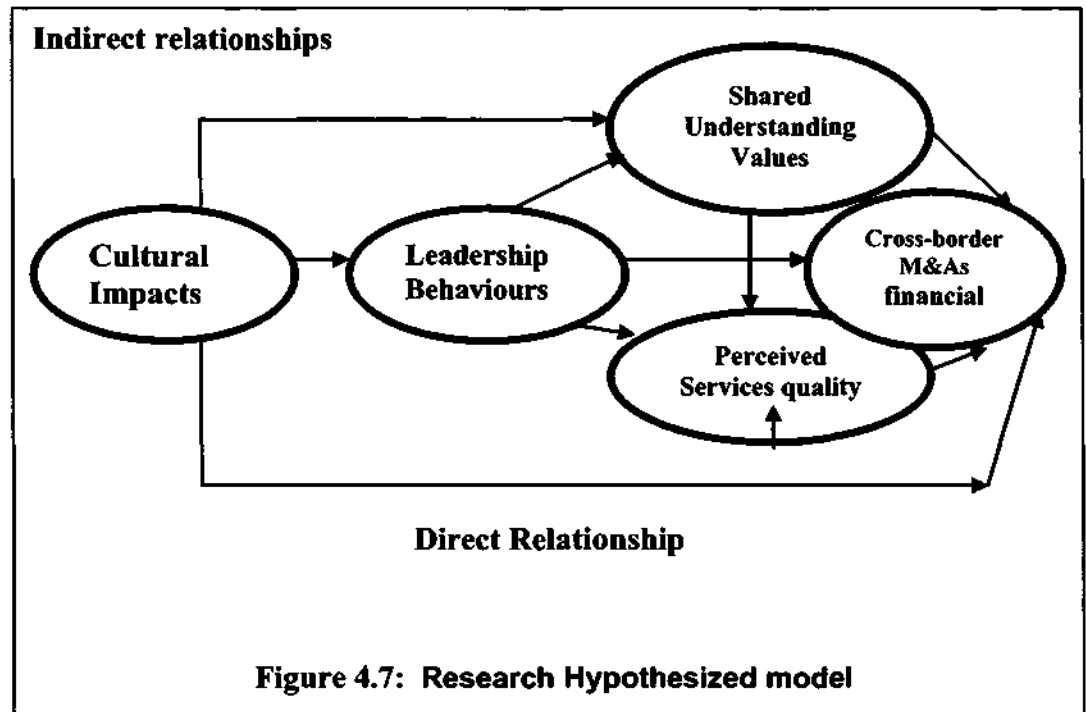 Indirect relationships
Shared
Understanding
Values
Cultural
Impacts
Leadership
Behaviours
Cross-border
M&As
financial
Perceived
Services quality
Direct Relationship
Figure 4.7: Research Hypothesized model